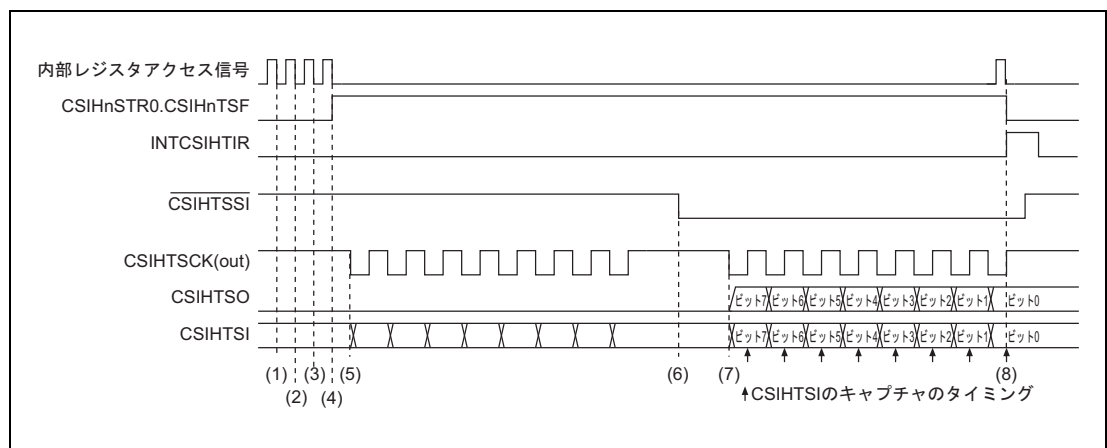 内部レジスタアクセス信号
CSIHnSTR0.CSIHnTSF
INTCSIHTIR
CSIHTSSI
CSIHTSCK(out)
CSIHTSO
ビット7 ビット6 ビット5 ビット4 ビット3 ビット2 ビット1 ビット0
CSIHTSI
ビット7 ビット6 ビット5 ビット4 ビット3 ビット2 ビット1 ビット0
(1) (3) (5) (6) (7) (8)
(2) (4) CSIHTSIのキャプチャのタイミング